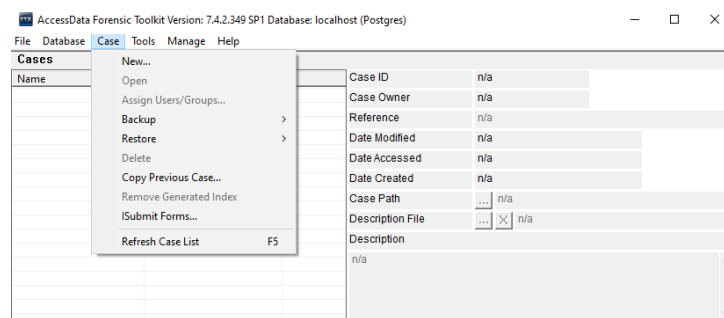 FTK AccessData Forensic Toolkit Version: 7.4.2.349 SP1 Database: localhost (Postgres)
File Database Case Tools Manage Help
Cases
Name
New...
Open
Assign Users/Groups...
Backup >
Restore >
Delete
Copy Previous Case...
Remove Generated Index
ISubmit Forms...
Refresh Case List F5
Case ID n/a
Case Owner n/a
Reference n/a
Date Modified n/a
Date Accessed n/a
Date Created n/a
Case Path ... n/a
Description File ... X n/a
Description
n/a